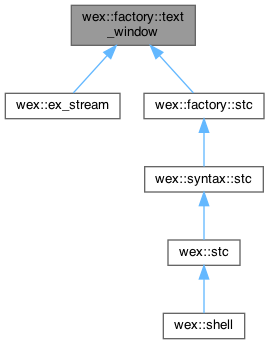 wex::factory::text
_window
wex::ex_stream
wex::factory::stc
wex::syntax::stc
wex::stc
wex::shell